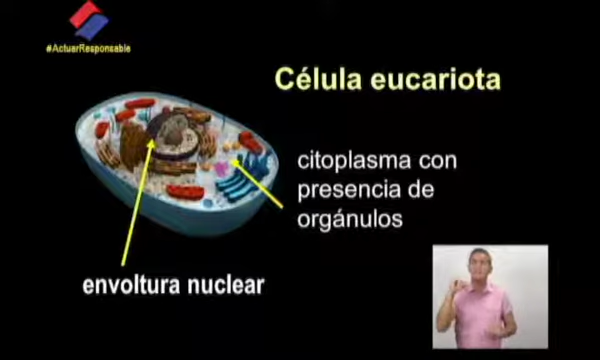 #ActuarResponsable
Célula eucariota
citoplasma con
presencia de
orgánulos
envoltura nuclear